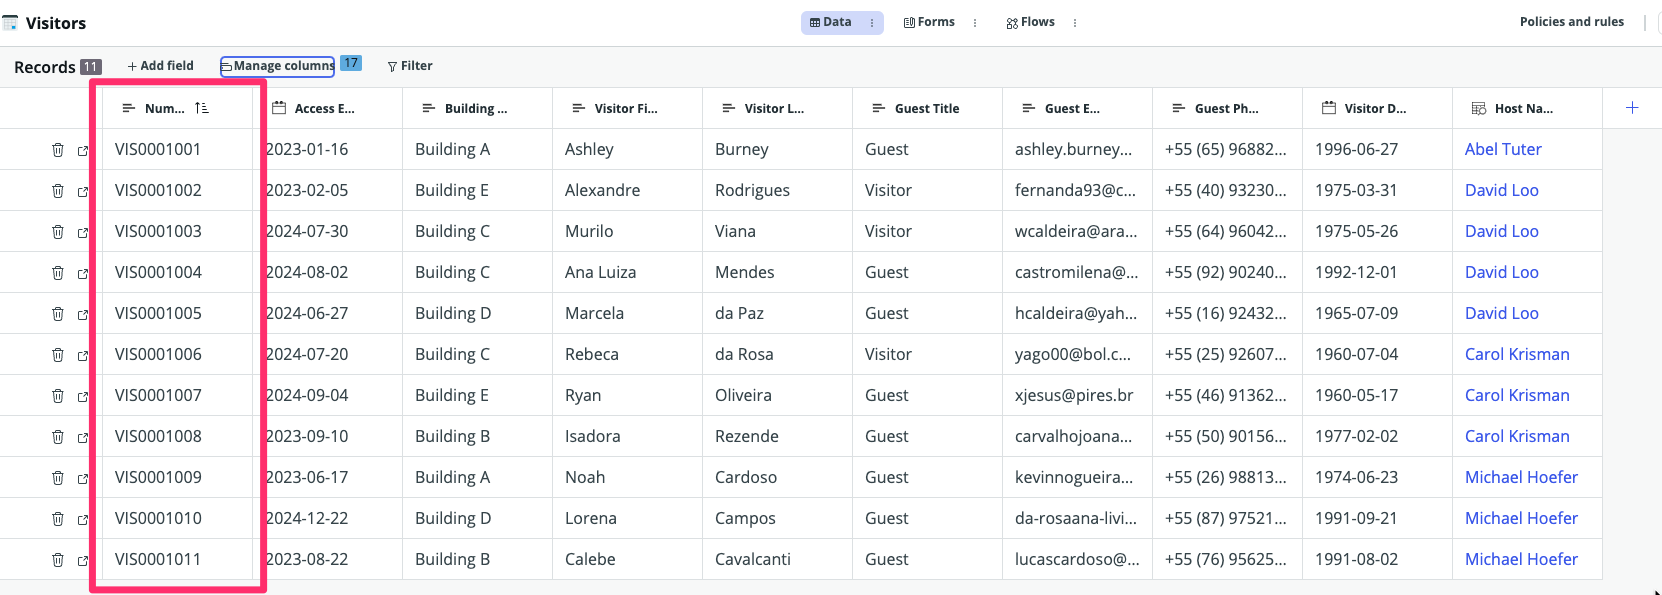 Visitors Data Forms Flows Policies and rules
Records 11 + Add field Manage columns 17 Filter
Num... Access E... Building ... Visitor Fi... Visitor L... Guest Title Guest E... Guest Ph... Visitor D... Host Na...
VIS0001001 2023-01-16 Building A Ashley Burney Guest ashley.burney... +55 (65) 96882... 1996-06-27 Abel Tuter
VIS0001002 2023-02-05 Building E Alexandre Rodrigues Visitor fernanda93@c... +55 (40) 93230... 1975-03-31 David Loo
VIS0001003 2024-07-30 Building C Murilo Viana Visitor wcaldeira@ara... +55 (64) 96042... 1975-05-26 David Loo
VIS0001004 2024-08-02 Building C Ana Luiza Mendes Guest castromilena@... +55 (92) 90240... 1992-12-01 David Loo
VIS0001005 2024-06-27 Building D Marcela da Paz Guest hcaldeira@yah... +55 (16) 92432... 1965-07-09 David Loo
VIS0001006 2024-07-20 Building C Rebeca da Rosa Visitor yago00@bol.c... +55 (25) 92607... 1960-07-04 Carol Krisman
VIS0001007 2024-09-04 Building E Ryan Oliveira Guest xjesus@pires.br +55 (46) 91362... 1960-05-17 Carol Krisman
VIS0001008 2023-09-10 Building B Isadora Rezende Guest carvalhojoana... +55 (50) 90156... 1977-02-02 Carol Krisman
VIS0001009 2023-06-17 Building A Noah Cardoso Guest kevinnogueira... +55 (26) 98813... 1974-06-23 Michael Hoefer
VIS0001010 2024-12-22 Building D Lorena Campos Guest da-rosaana-livi... +55 (87) 97521... 1991-09-21 Michael Hoefer
VIS0001011 2023-08-22 Building B Calebe Cavalcanti Guest lucascardoso@... +55 (76) 95625... 1991-08-02 Michael Hoefer